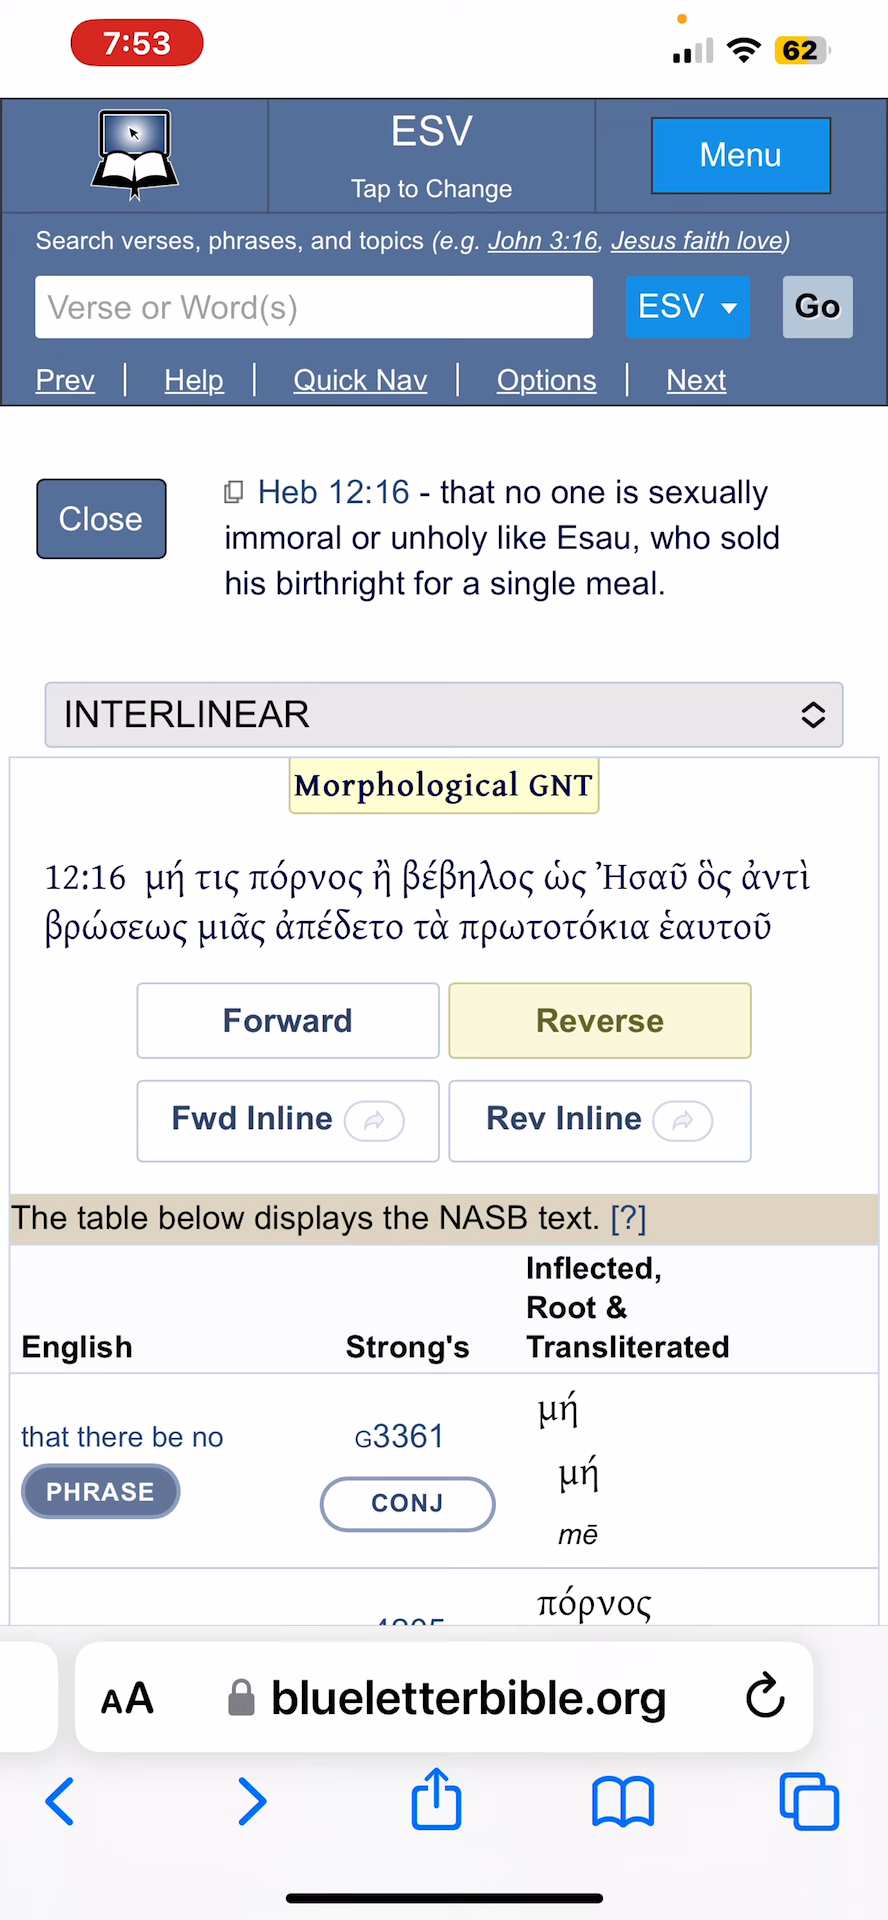 7:53
62
ESV
Tap to Change
Menu
Search verses, phrases, and topics (e.g. John 3:16, Jesus faith love)
Verse or Word(s)
ESV
Go
Prev | Help | Quick Nav | Options | Next
Close
Heb 12:16 - that no one is sexually
immoral or unholy like Esau, who sold
his birthright for a single meal.
INTERLINEAR
Morphological GNT
12:16 μή τις πόρνος ἢ βέβηλος ὡς Ἠσαῦ ὃς ἀντὶ
βρώσεως μιᾶς ἀπέδετο τὰ πρωτοτόκια ἑαυτοῦ
Forward
Reverse
Fwd Inline
Rev Inline
The table below displays the NASB text. [?]
English
Strong's
Inflected,
Root &
Transliterated
that there be no
PHRASE
G3361
CONJ
μή
μή
mē
πόρνος
AA
blueletterbible.org